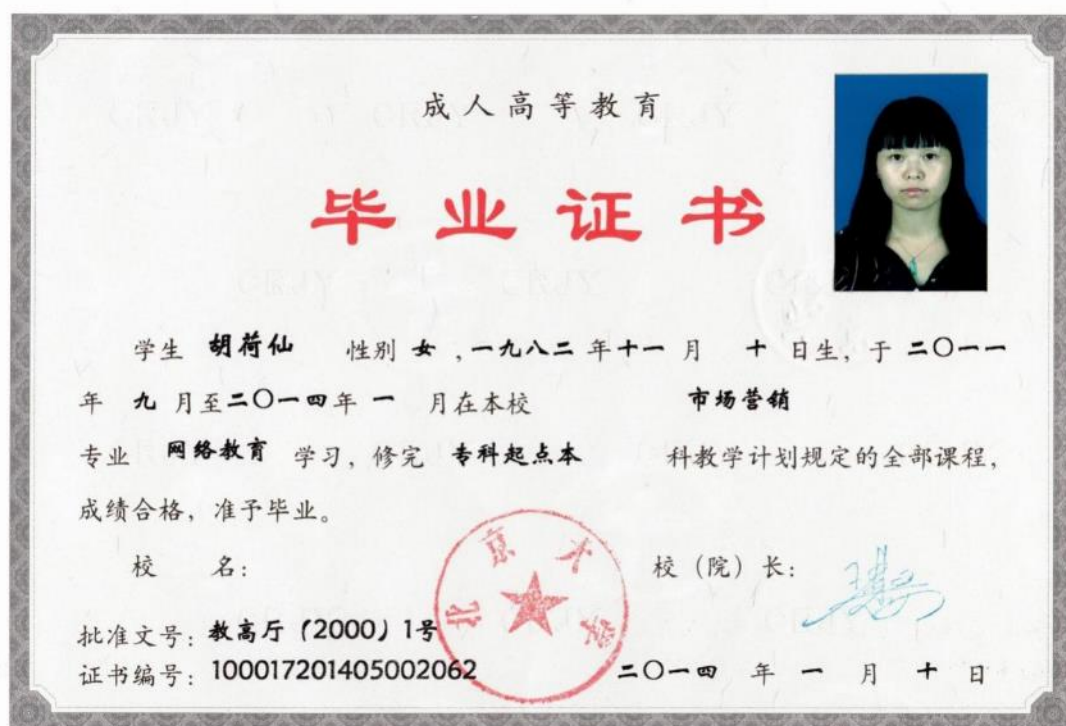 成人高等教育
毕业证书
学生 胡荷仙 性别 女 ,一九八二 年十一 月 十 日生, 于 二〇一一
年 九 月至二〇一四年 一 月在本校 市场营销
专业 网络教育 学习, 修完 专科起点本 科教学计划规定的全部课程,
成绩合格, 准予毕业。
校 名: 校 (院) 长:
北京大学
批准文号: 教高厅 (2000) 1号
证书编号: 100017201405002062 二〇一四 年 一 月 十 日